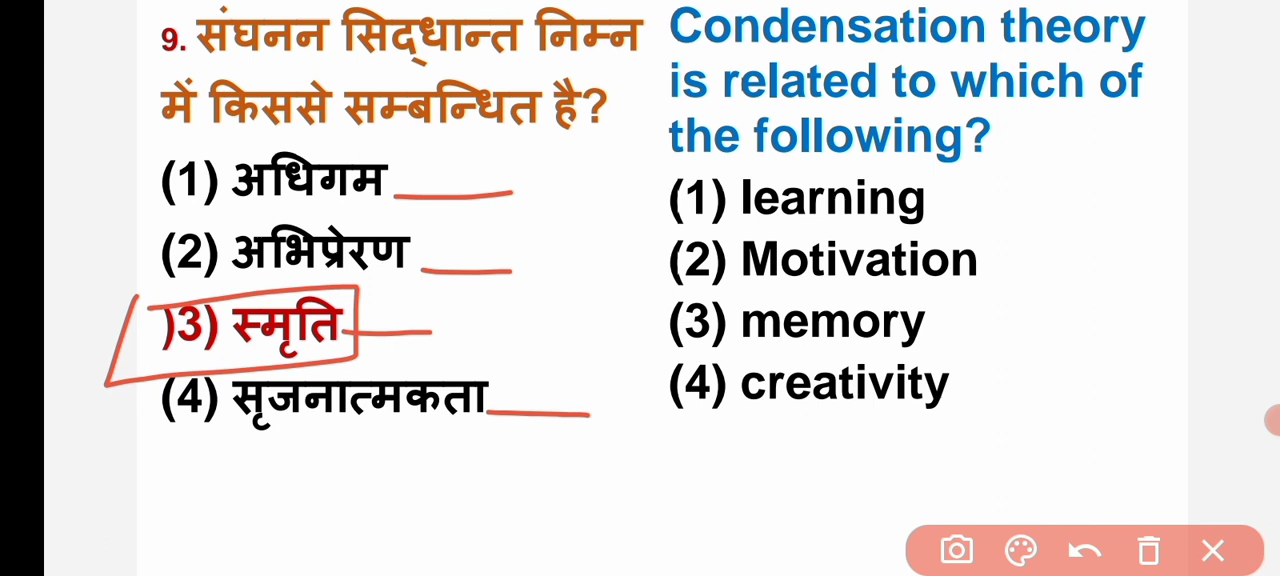 9. संघनन सिद्धान्त निम्न
में किससे सम्बन्धित है?
(1) अधिगम
(2) अभिप्रेरण
)3) स्मृति
(4) सृजनात्मकता
Condensation theory
is related to which of
the following?
(1) learning
(2) Motivation
(3) memory
(4) creativity